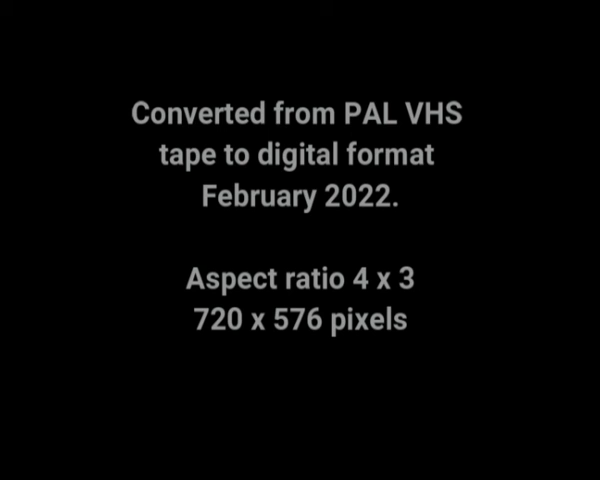 Converted from PAL VHS
tape to digital format
February 2022.
Aspect ratio 4 x 3
720 x 576 pixels